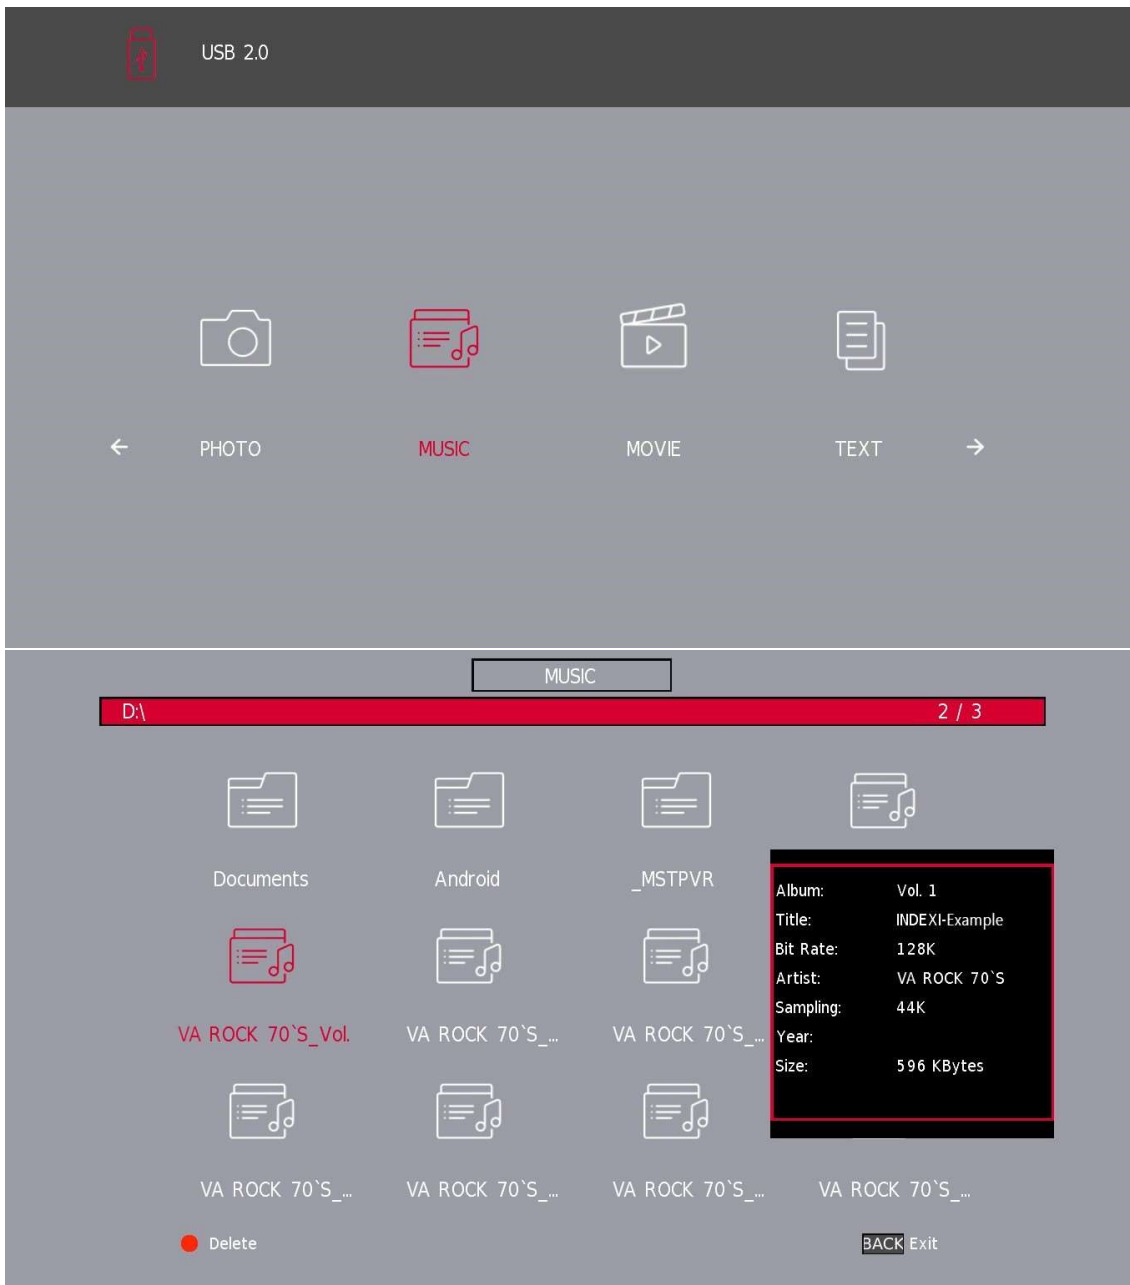 USB 2.0
← PHOTO MUSIC MOVIE TEXT →
MUSIC
D:\ 2 / 3
Documents Android _MSTPVR
Album: Vol. 1
Title: INDEXI-Example
Bit Rate: 128K
Artist: VA ROCK 70`S
Sampling: 44K
Year:
Size: 596 KBytes
VA ROCK 70`S_Vol. VA ROCK 70`S_... VA ROCK 70`S_...
VA ROCK 70`S_... VA ROCK 70`S_... VA ROCK 70`S_... VA ROCK 70`S_...
Delete BACK Exit